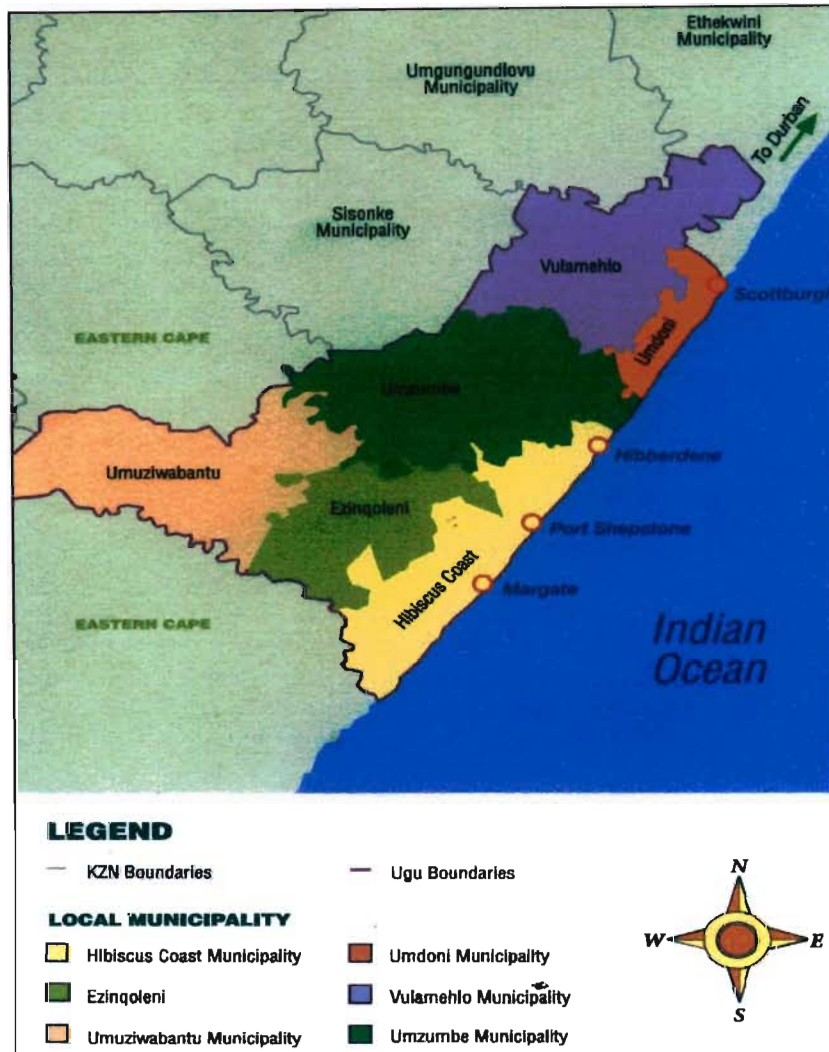 Ethekwini
Municipality
Umgungundlovu
Municipality
To Durban
Sisonke
Municipality
Vulamehlo
Scottburgh
EASTERN CAPE
Umdoni
Umzumbe
Hibberdene
Umuziwabantu
Ezinqoleni
Port Shepstone
Hibiscus Coast
Margate
EASTERN CAPE
Indian
Ocean
LEGEND
KZN Boundaries
Ugu Boundaries
LOCAL MUNICIPALITY
Hibiscus Coast Municipality
Umdoni Municipality
Ezinqoleni
Vulamehlo Municipality
Umuziwabantu Municipality
Umzumbe Municipality
N
W
E
S